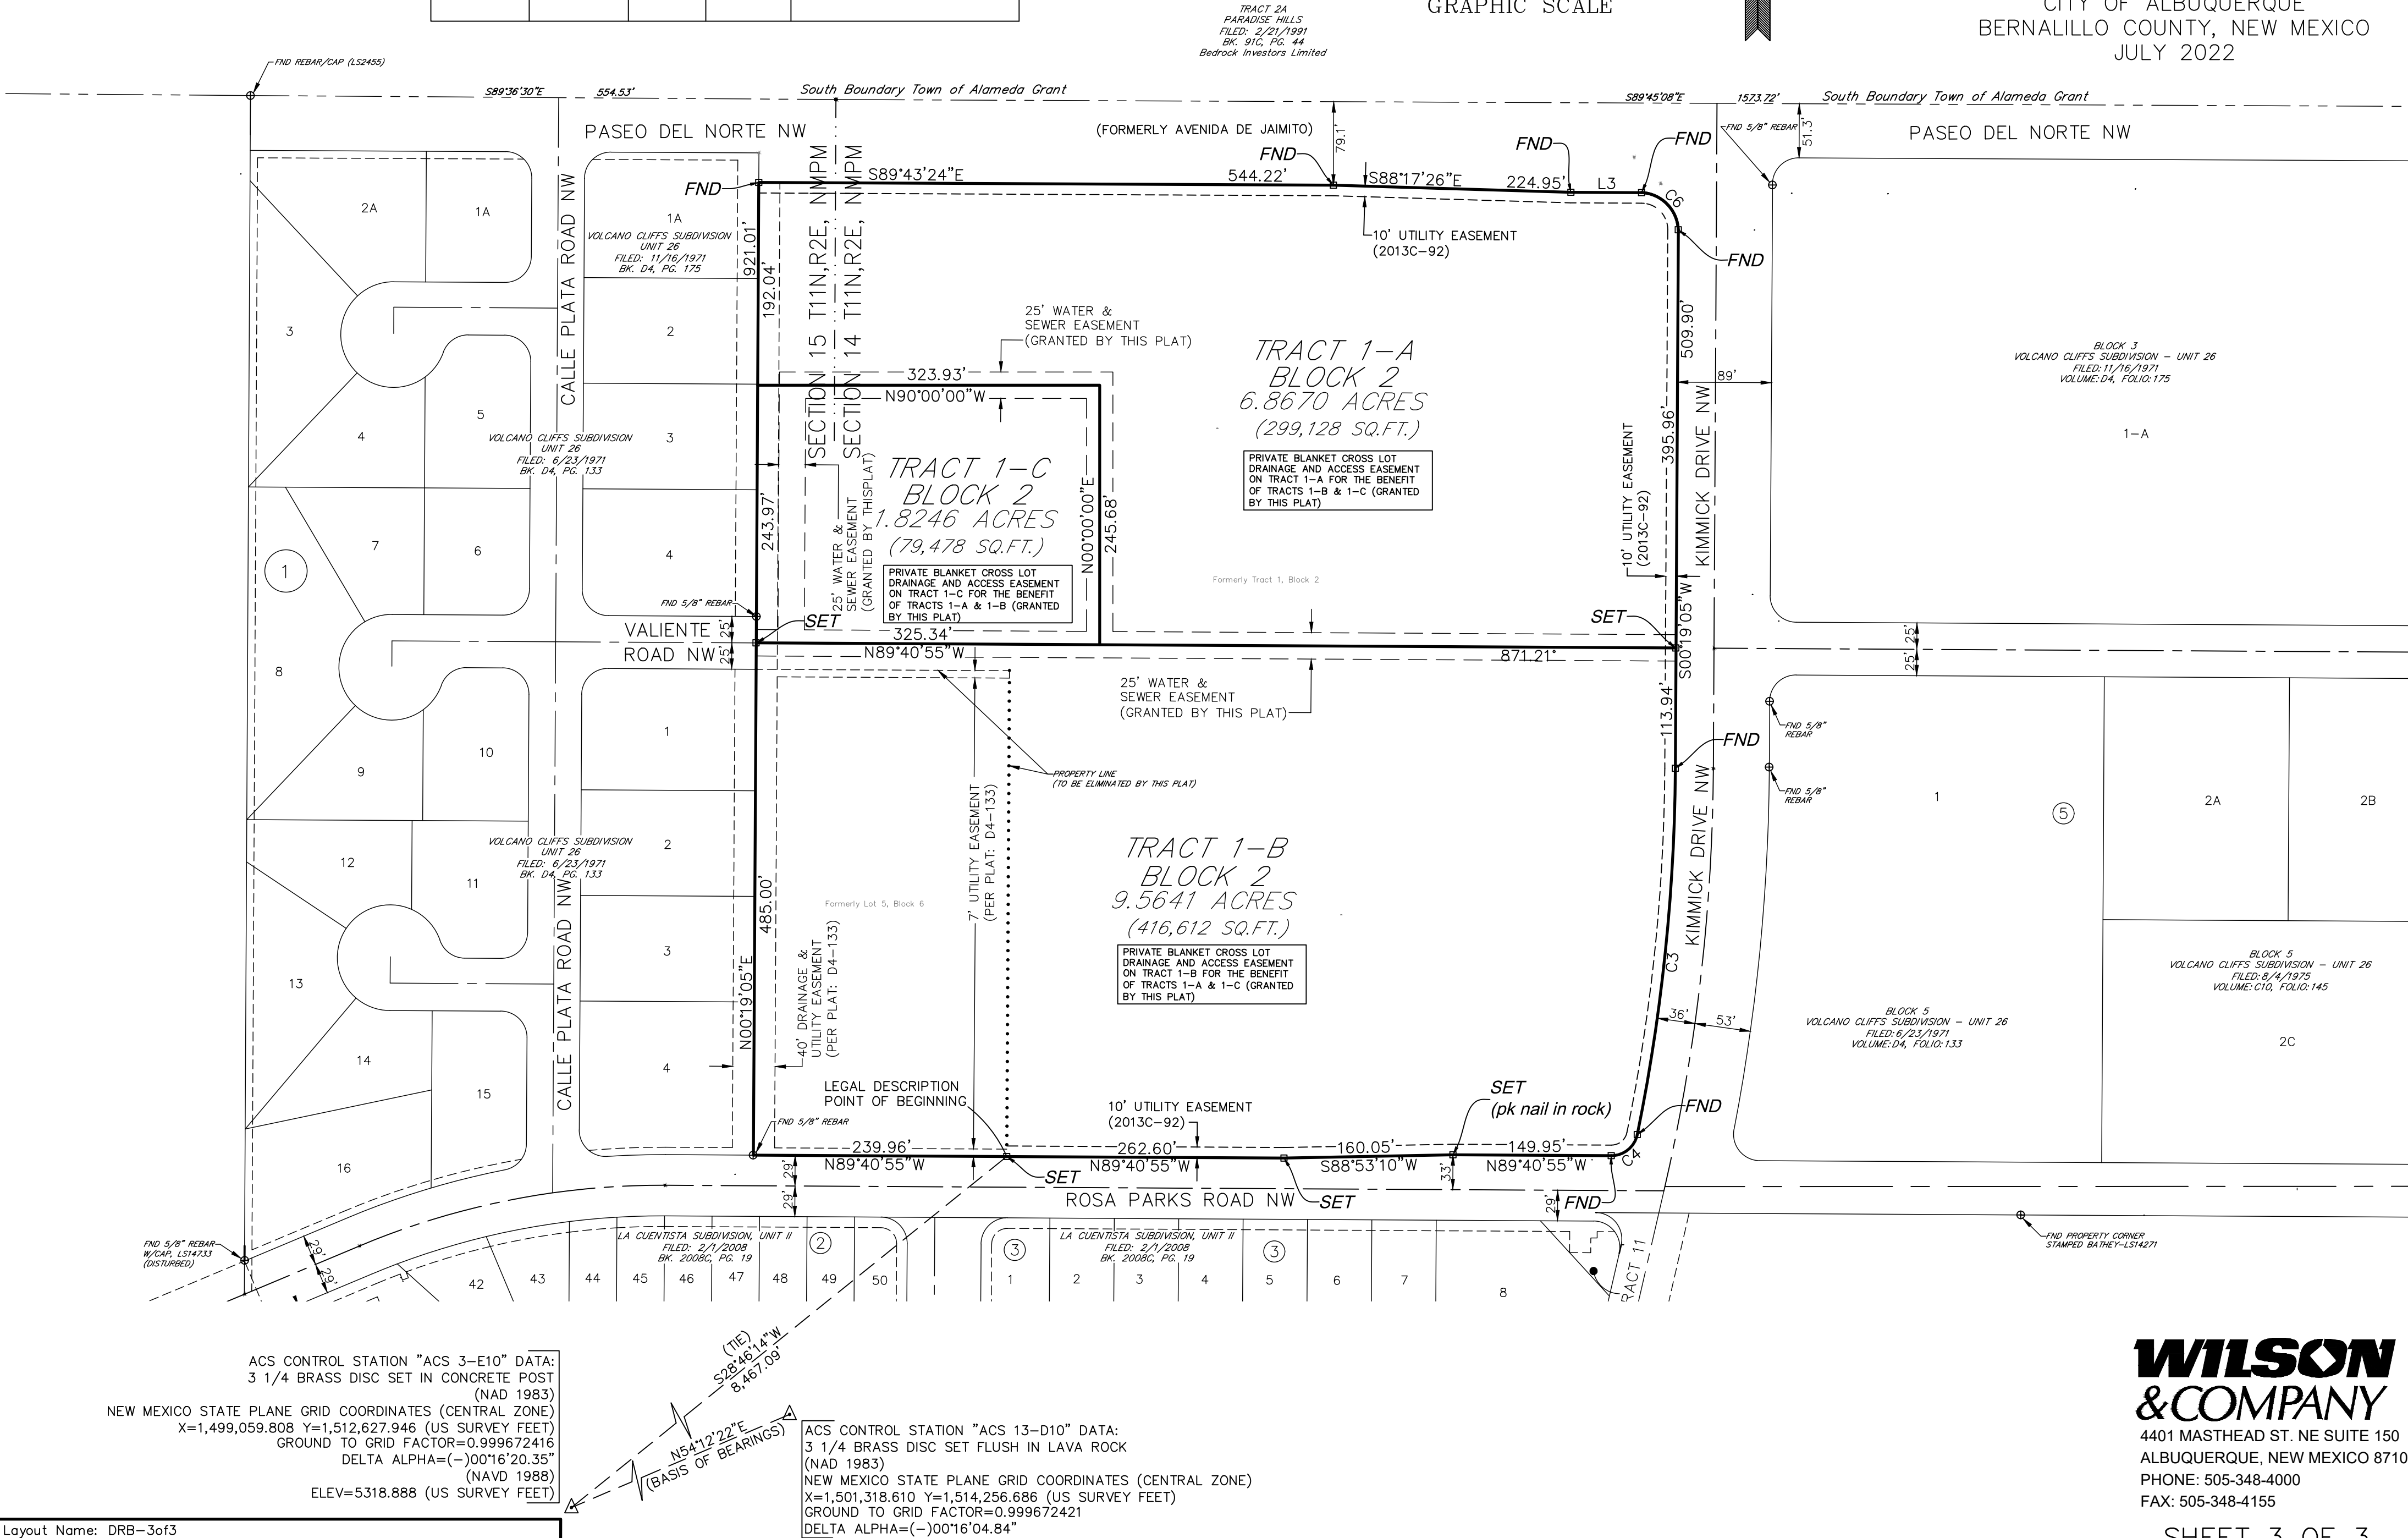 TRACT 2A
PARADISE HILLS
FILED: 2/21/1991
BK. 91C, PG. 44
Bedrock Investors Limited
GRAPHIC SCALE
CITY OF ALBUQUERQUE
BERNALILLO COUNTY, NEW MEXICO
JULY 2022
FND REBAR/CAP (LS2455)
S89°36'30"E 554.53'
South Boundary Town of Alameda Grant
S89°45'08"E 1573.72'
South Boundary Town of Alameda Grant
PASEO DEL NORTE NW
(FORMERLY AVENIDA DE JAIMITO)
79.1'
FND
FND
FND
FND 5/8" REBAR
51.3'
PASEO DEL NORTE NW
FND
S89°43'24"E 544.22'
S88°17'26"E 224.95'
L3
C6
FND
10' UTILITY EASEMENT
(2013C-92)
2A
1A
3
4
5
7
6
1
8
9
10
12
11
13
14
15
16
CALLE PLATA ROAD NW
CALLE PLATA ROAD NW
1A
VOLCANO CLIFFS SUBDIVISION
UNIT 26
FILED: 11/16/1971
BK. D4, PG. 175
2
3
4
VOLCANO CLIFFS SUBDIVISION
UNIT 26
FILED: 6/23/1971
BK. D4, PG. 133
921.01'
192.04'
243.97'
SECTION 15 T11N,R2E, NMPM
SECTION 14 T11N,R2E, NMPM
25' WATER &
SEWER EASEMENT
(GRANTED BY THIS PLAT)
323.93'
N90°00'00"W
TRACT 1-A
BLOCK 2
6.8670 ACRES
(299,128 SQ.FT.)
PRIVATE BLANKET CROSS LOT
DRAINAGE AND ACCESS EASEMENT
ON TRACT 1-A FOR THE BENEFIT
OF TRACTS 1-B & 1-C (GRANTED
BY THIS PLAT)
TRACT 1-C
BLOCK 2
1.8246 ACRES
(79,478 SQ.FT.)
PRIVATE BLANKET CROSS LOT
DRAINAGE AND ACCESS EASEMENT
ON TRACT 1-C FOR THE BENEFIT
OF TRACTS 1-A & 1-B (GRANTED
BY THIS PLAT)
25' WATER &
SEWER EASEMENT
(GRANTED BY THISPLAT)
N00°00'00"E
245.68'
Formerly Tract 1, Block 2
10' UTILITY EASEMENT
(2013C-92)
509.90'
395.96'
S00°19'05"W
113.94'
KIMMICK DRIVE NW
89'
BLOCK 3
VOLCANO CLIFFS SUBDIVISION - UNIT 26
FILED:11/16/1971
VOLUME:D4, FOLIO:175
1-A
FND 5/8" REBAR
SET
VALIENTE
ROAD NW
25'
25'
325.34'
N89°40'55"W
871.21°
SET
25'
25'
25' WATER &
SEWER EASEMENT
(GRANTED BY THIS PLAT)
FND 5/8"
REBAR
FND
FND 5/8"
REBAR
PROPERTY LINE
(TO BE ELIMINATED BY THIS PLAT)
7' UTILITY EASEMENT
(PER PLAT: D4-133)
1
2
3
4
VOLCANO CLIFFS SUBDIVISION
UNIT 26
FILED: 6/23/1971
BK. D4, PG. 133
485.00'
N00°19'05"E
Formerly Lot 5, Block 6
40' DRAINAGE &
UTILITY EASEMENT
(PER PLAT: D4-133)
TRACT 1-B
BLOCK 2
9.5641 ACRES
(416,612 SQ.FT.)
PRIVATE BLANKET CROSS LOT
DRAINAGE AND ACCESS EASEMENT
ON TRACT 1-B FOR THE BENEFIT
OF TRACTS 1-A & 1-C (GRANTED
BY THIS PLAT)
KIMMICK DRIVE NW
C3
36'
53'
1
5
2A
2B
BLOCK 5
VOLCANO CLIFFS SUBDIVISION - UNIT 26
FILED:8/4/1975
VOLUME:C10, FOLIO:145
BLOCK 5
VOLCANO CLIFFS SUBDIVISION - UNIT 26
FILED:6/23/1971
VOLUME:D4, FOLIO:133
2C
LEGAL DESCRIPTION
POINT OF BEGINNING
FND 5/8" REBAR
10' UTILITY EASEMENT
(2013C-92)
SET
(pk nail in rock)
FND
239.96'
N89°40'55"W
262.60'
N89°40'55"W
160.05'
S88°53'10"W
149.95'
N89°40'55"W
C4
SET
SET
FND
29'
29'
33'
29'
ROSA PARKS ROAD NW
FND 5/8" REBAR
W/CAP, LS14733
(DISTURBED)
29'
29'
LA CUENTISTA SUBDIVISION, UNIT II
FILED: 2/1/2008
BK. 2008C, PG. 19
2
42
43
44
45
46
47
48
49
50
3
LA CUENTISTA SUBDIVISION, UNIT II
FILED: 2/1/2008
BK. 2008C, PG. 19
3
1
2
3
4
5
6
7
8
RACT 11
FND PROPERTY CORNER
STAMPED BATHEY-LS14271
(TIE)
S28°46'14"W
8,467.09'
N54°12'22"E
(BASIS OF BEARINGS)
ACS CONTROL STATION "ACS 3-E10" DATA:
3 1/4 BRASS DISC SET IN CONCRETE POST
(NAD 1983)
NEW MEXICO STATE PLANE GRID COORDINATES (CENTRAL ZONE)
X=1,499,059.808 Y=1,512,627.946 (US SURVEY FEET)
GROUND TO GRID FACTOR=0.999672416
DELTA ALPHA=(-)00°16'20.35"
(NAVD 1988)
ELEV=5318.888 (US SURVEY FEET)
ACS CONTROL STATION "ACS 13-D10" DATA:
3 1/4 BRASS DISC SET FLUSH IN LAVA ROCK
(NAD 1983)
NEW MEXICO STATE PLANE GRID COORDINATES (CENTRAL ZONE)
X=1,501,318.610 Y=1,514,256.686 (US SURVEY FEET)
GROUND TO GRID FACTOR=0.999672421
DELTA ALPHA=(-)00°16'04.84"
WILSON
&COMPANY
4401 MASTHEAD ST. NE SUITE 150
ALBUQUERQUE, NEW MEXICO 8710
PHONE: 505-348-4000
FAX: 505-348-4155
SHEET 3 OF 3
Layout Name: DRB-3of3